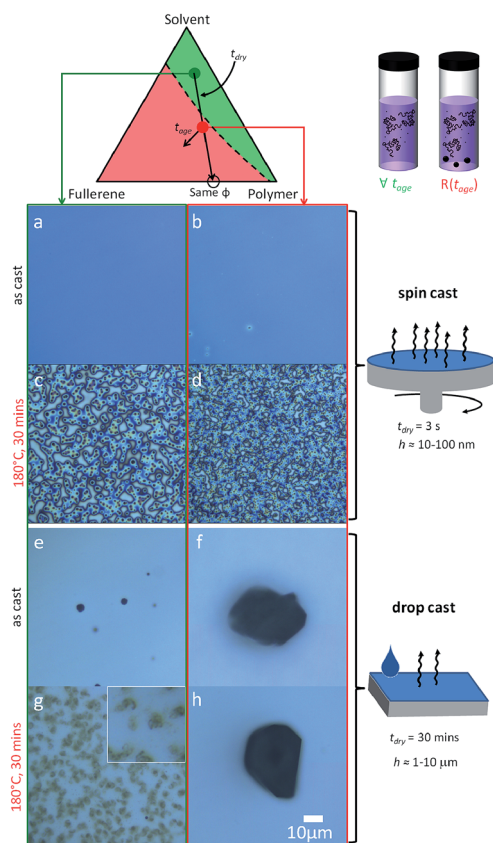 Solvent
t_dry
t_age
Fullerene
Same ϕ
Polymer
∀ t_age
R(t_age)
a
b
as cast
spin cast
c
d
180°C, 30 mins
t_dry = 3 s
h ≈ 10-100 nm
e
f
as cast
drop cast
g
h
180°C, 30 mins
t_dry = 30 mins
h ≈ 1-10 μm
10μm